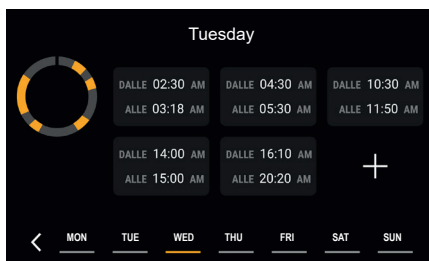 Tuesday
DALLE 02:30 AM DALLE 04:30 AM DALLE 10:30 AM
ALLE 03:18 AM ALLE 05:30 AM ALLE 11:50 AM
DALLE 14:00 AM DALLE 16:10 AM
ALLE 15:00 AM ALLE 20:20 AM
MON TUE WED THU FRI SAT SUN